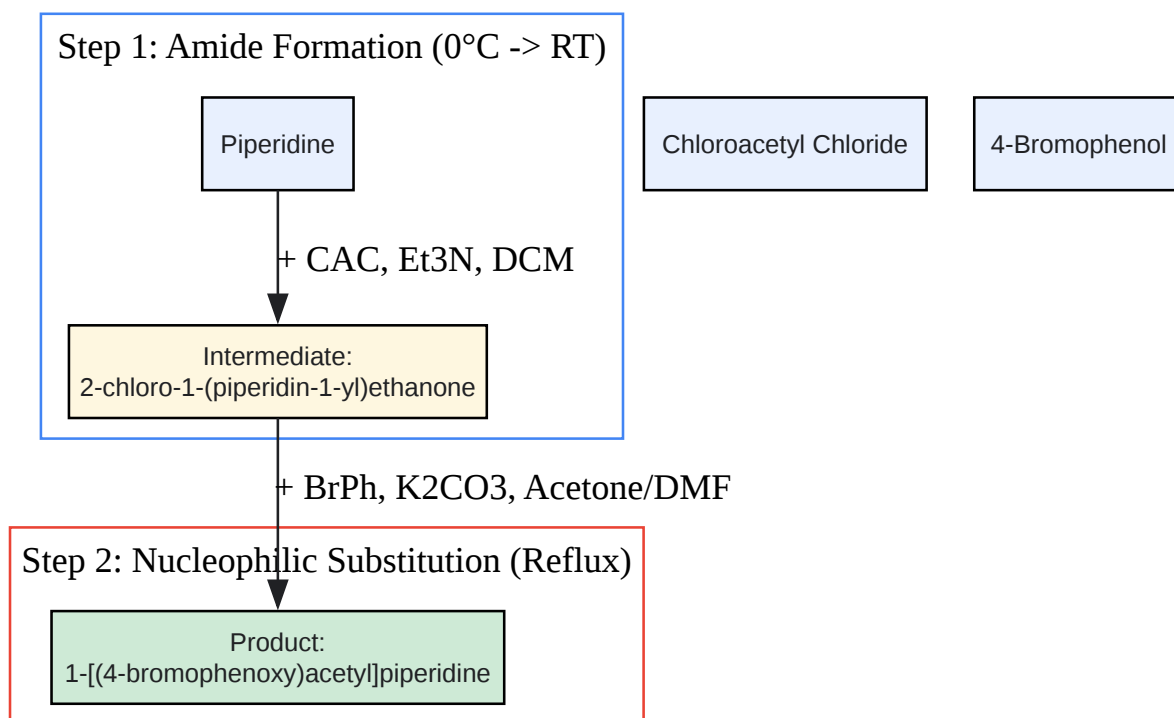 Step 1: Amide Formation (0°C -> RT)
Piperidine
Chloroacetyl Chloride
4-Bromophenol
+ CAC, Et3N, DCM
Intermediate:
2-chloro-1-(piperidin-1-yl)ethanone
+ BrPh, K2CO3, Acetone/DMF
Step 2: Nucleophilic Substitution (Reflux)
Product:
1-[(4-bromophenoxy)acetyl]piperidine